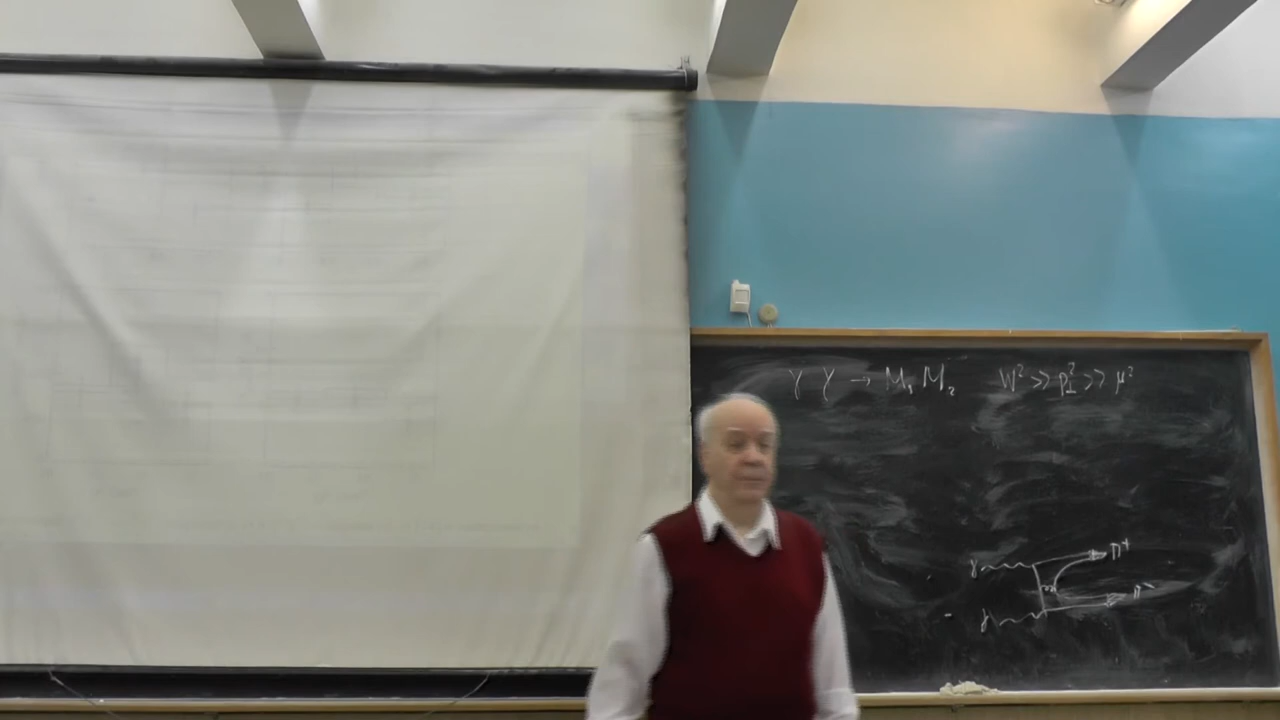 γ γ → M₁ M₂ W² >> p⊥² >> μ²
γ π⁺
γ π⁻